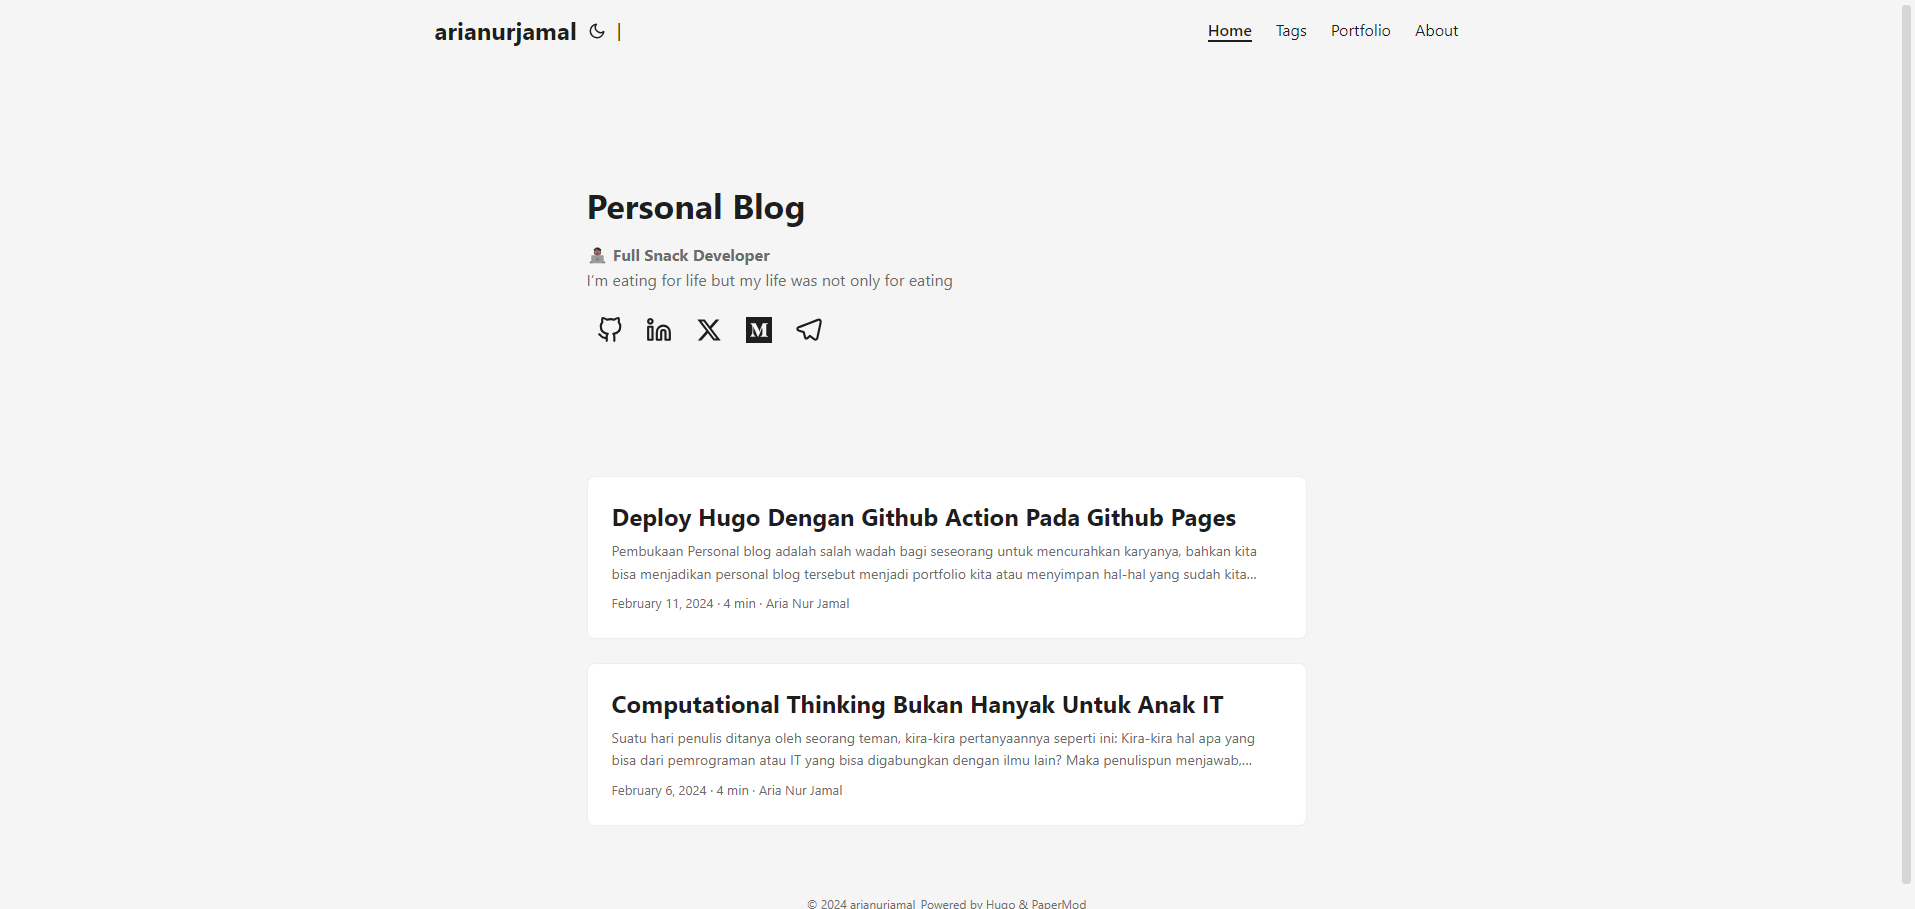 arianurjamal |
Home Tags Portfolio About
Personal Blog
Full Snack Developer
I'm eating for life but my life was not only for eating
M
Deploy Hugo Dengan Github Action Pada Github Pages
Pembukaan Personal blog adalah salah wadah bagi seseorang untuk mencurahkan karyanya, bahkan kita
bisa menjadikan personal blog tersebut menjadi portfolio kita atau menyimpan hal-hal yang sudah kita...
February 11, 2024 · 4 min · Aria Nur Jamal
Computational Thinking Bukan Hanyak Untuk Anak IT
Suatu hari penulis ditanya oleh seorang teman, kira-kira pertanyaannya seperti ini: Kira-kira hal apa yang
bisa dari pemrograman atau IT yang bisa digabungkan dengan ilmu lain? Maka penulispun menjawab,...
February 6, 2024 · 4 min · Aria Nur Jamal
© 2024 arianurjamal Powered by Hugo & PaperMod